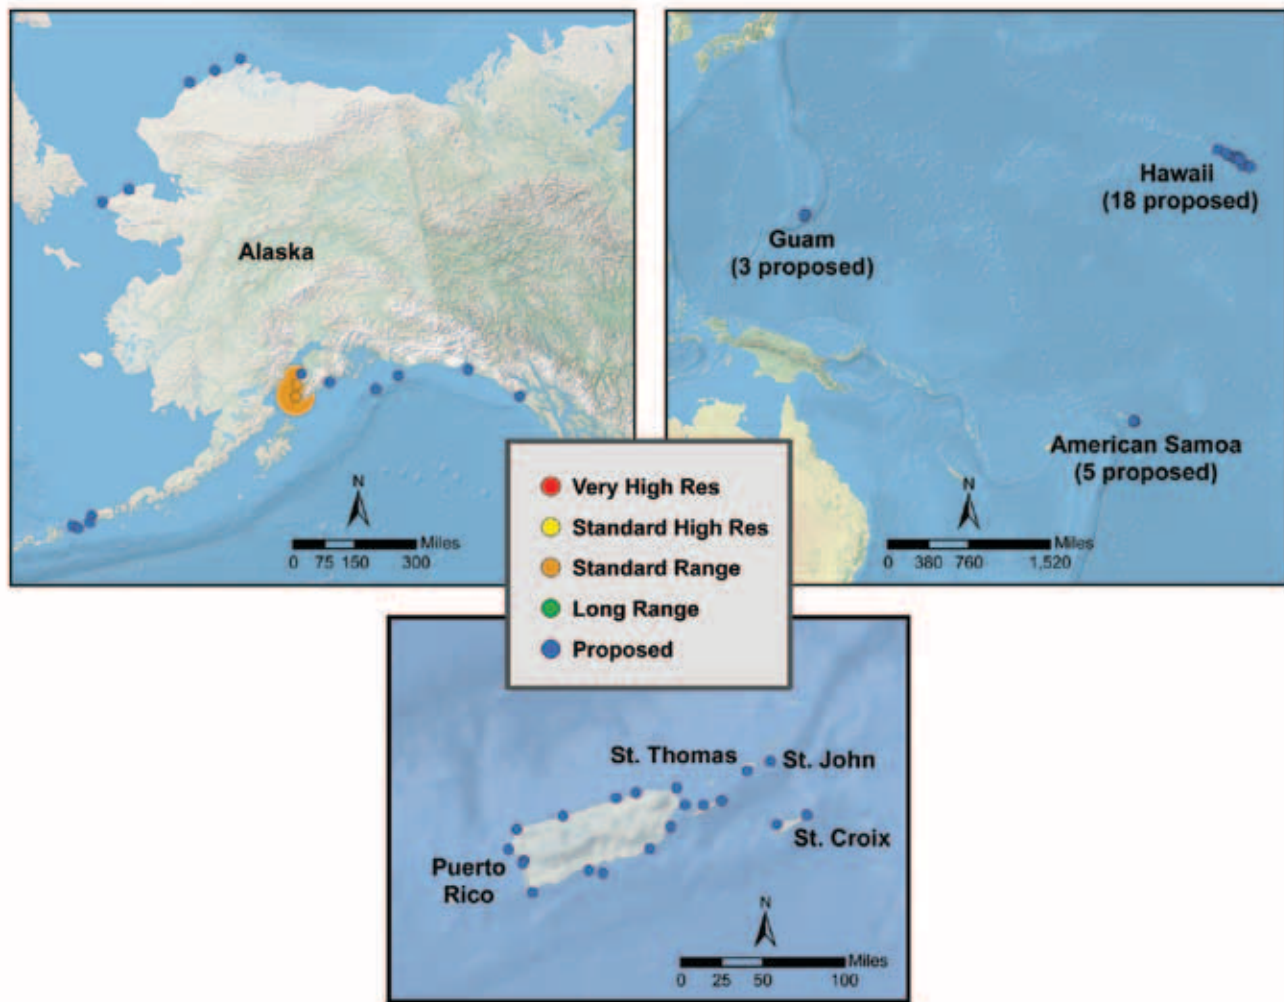 Alaska
N
Miles
0 75 150 300
Hawaii
(18 proposed)
Guam
(3 proposed)
American Samoa
(5 proposed)
N
Miles
0 380 760 1,520
Very High Res
Standard High Res
Standard Range
Long Range
Proposed
St. Thomas
St. John
St. Croix
Puerto
Rico
N
Miles
0 25 50 100